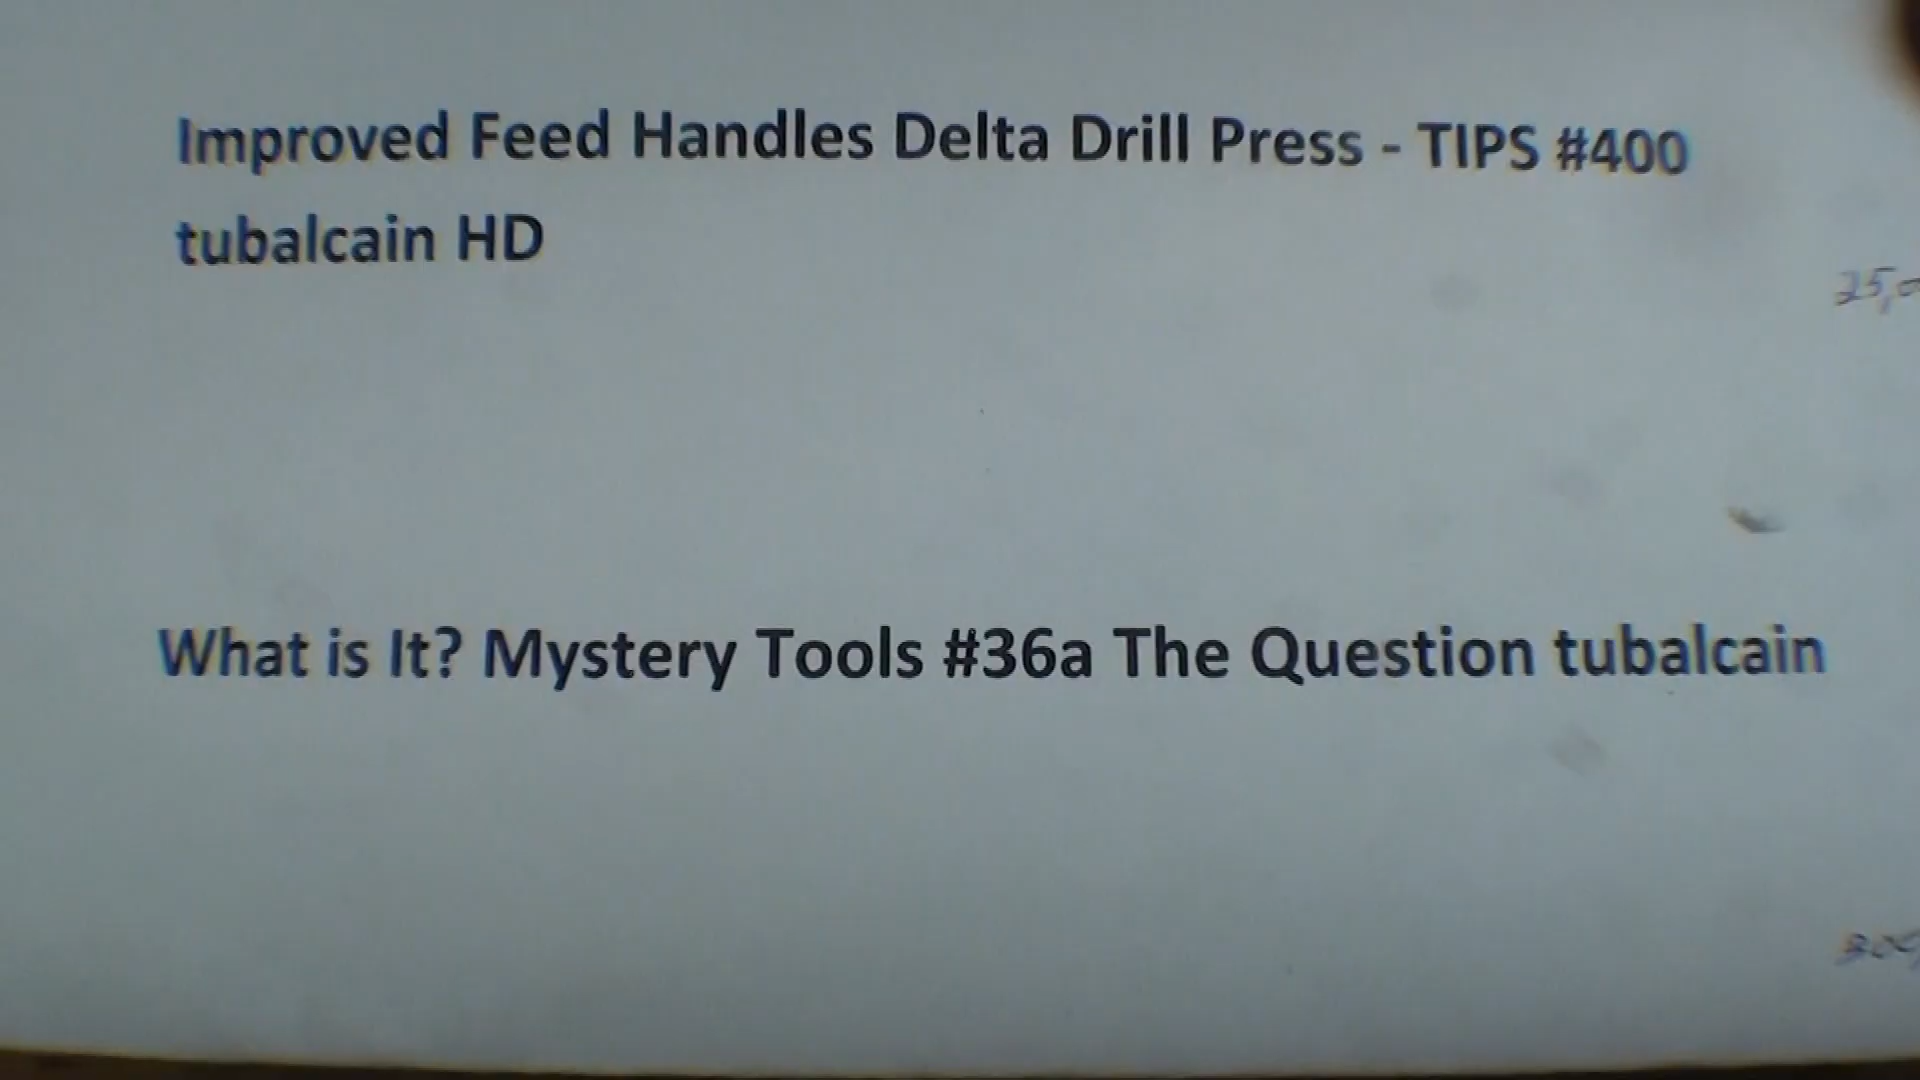 Improved Feed Handles Delta Drill Press - TIPS #400
tubalcain HD
What is It? Mystery Tools #36a The Question tubalcain